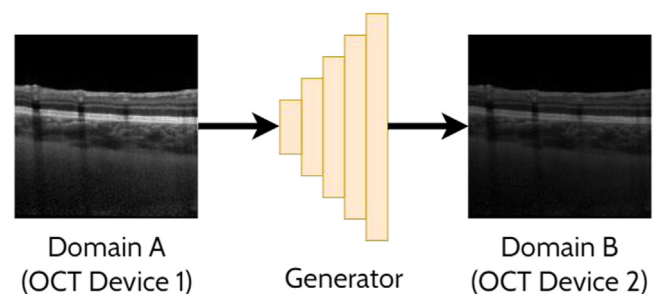 Domain A
(OCT Device 1)
Generator
Domain B
(OCT Device 2)